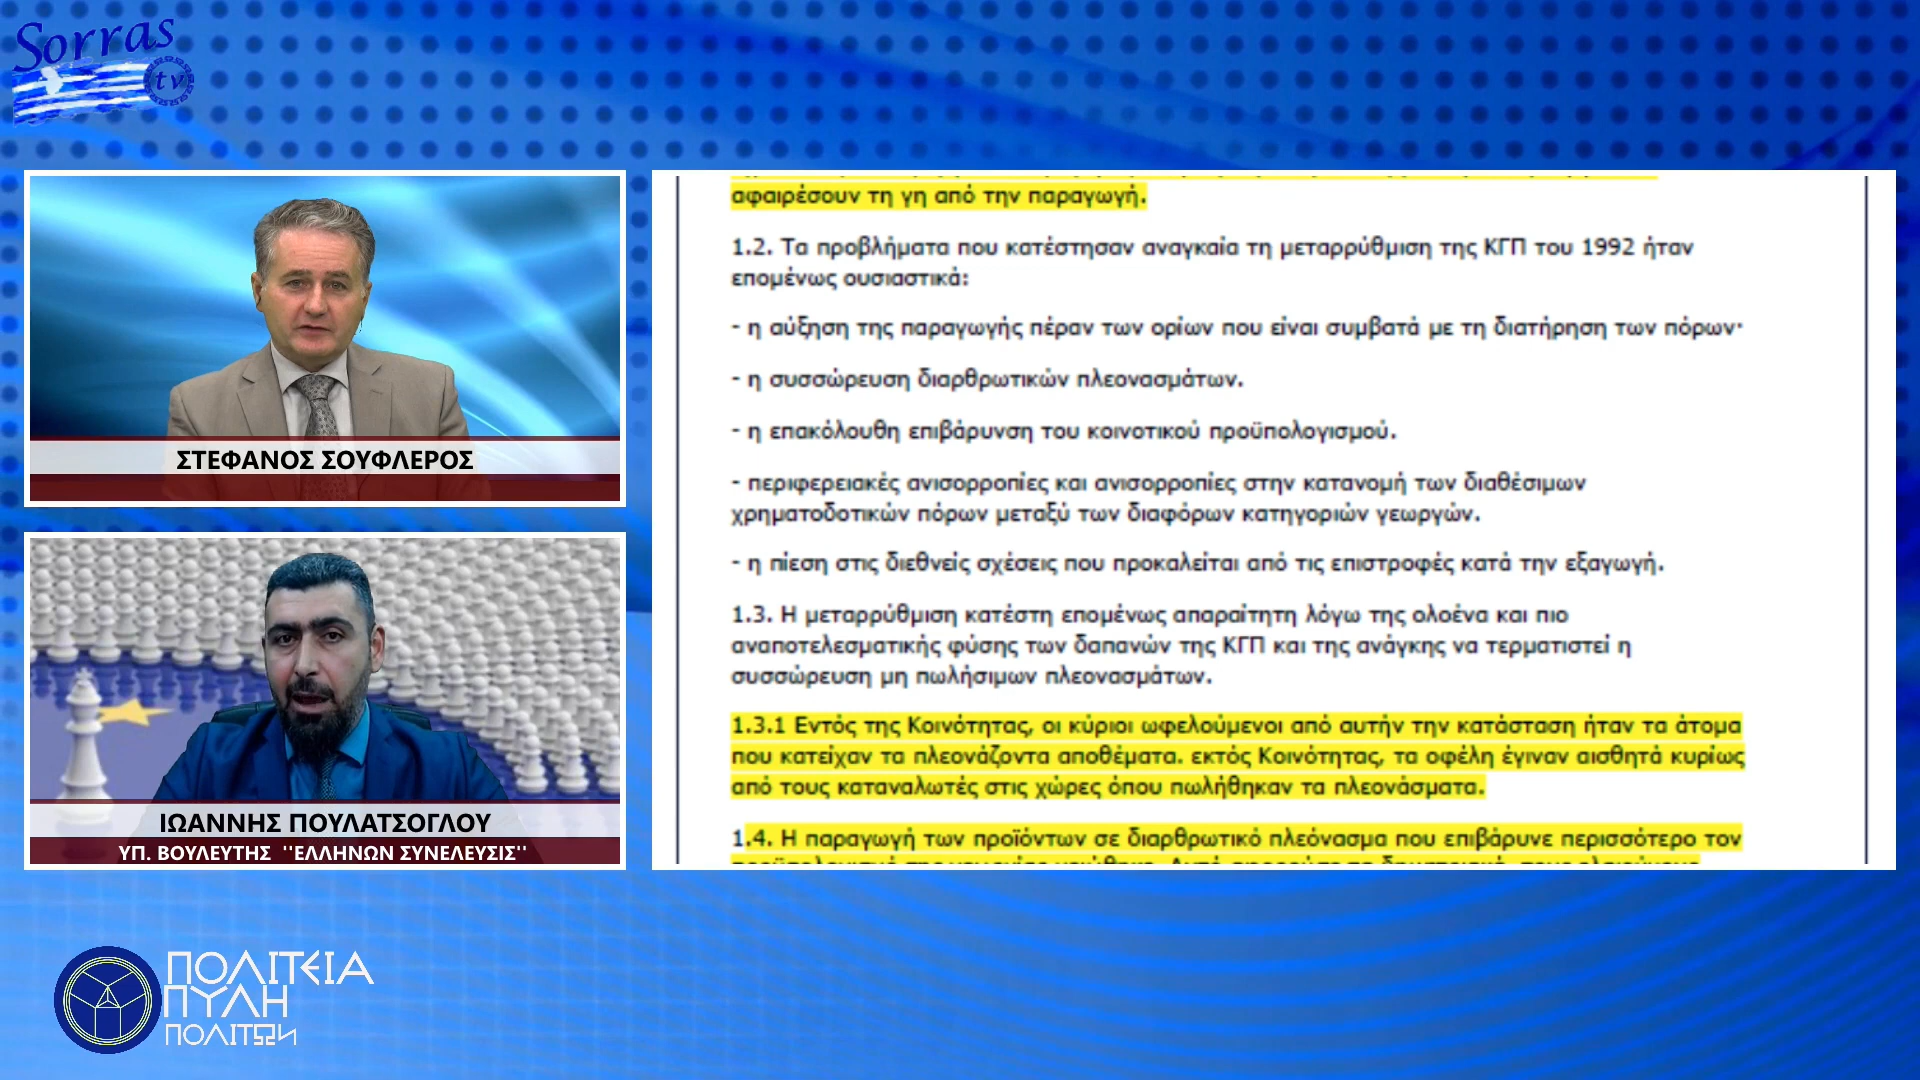 Sorras
tv
ΣΤΕΦΑΝΟΣ ΣΟΥΦΛΕΡΟΣ
ΙΩΑΝΝΗΣ ΠΟΥΛΑΤΣΟΓΛΟΥ
ΥΠ. ΒΟΥΛΕΥΤΗΣ ''ΕΛΛΗΝΩΝ ΣΥΝΕΛΕΥΣΙΣ''
αφαιρέσουν τη γη από την παραγωγή.
1.2. Τα προβλήματα που κατέστησαν αναγκαία τη μεταρρύθμιση της ΚΓΠ του 1992 ήταν
επομένως ουσιαστικά:
- η αύξηση της παραγωγής πέραν των ορίων που είναι συμβατά με τη διατήρηση των πόρων·
- η συσσώρευση διαρθρωτικών πλεονασμάτων.
- η επακόλουθη επιβάρυνση του κοινοτικού προϋπολογισμού.
- περιφερειακές ανισορροπίες και ανισορροπίες στην κατανομή των διαθέσιμων
χρηματοδοτικών πόρων μεταξύ των διαφόρων κατηγοριών γεωργών.
- η πίεση στις διεθνείς σχέσεις που προκαλείται από τις επιστροφές κατά την εξαγωγή.
1.3. Η μεταρρύθμιση κατέστη επομένως απαραίτητη λόγω της ολοένα και πιο
αναποτελεσματικής φύσης των δαπανών της ΚΓΠ και της ανάγκης να τερματιστεί η
συσσώρευση μη πωλήσιμων πλεονασμάτων.
1.3.1 Εντός της Κοινότητας, οι κύριοι ωφελούμενοι από αυτήν την κατάσταση ήταν τα άτομα
που κατείχαν τα πλεονάζοντα αποθέματα. εκτός Κοινότητας, τα οφέλη έγιναν αισθητά κυρίως
από τους καταναλωτές στις χώρες όπου πωλήθηκαν τα πλεονάσματα.
1.4. Η παραγωγή των προϊόντων σε διαρθρωτικό πλεόνασμα που επιβάρυνε περισσότερο τον
ΠΟΛΙΤΕΙΑ
ΠΥΛΗ
ΠΟΛΙΤΩΝ